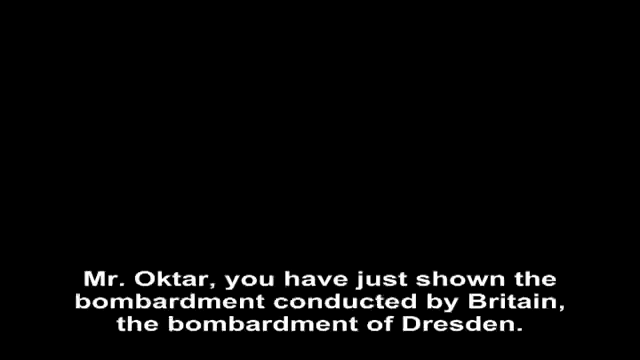 Mr. Oktar, you have just shown the
bombardment conducted by Britain,
the bombardment of Dresden.